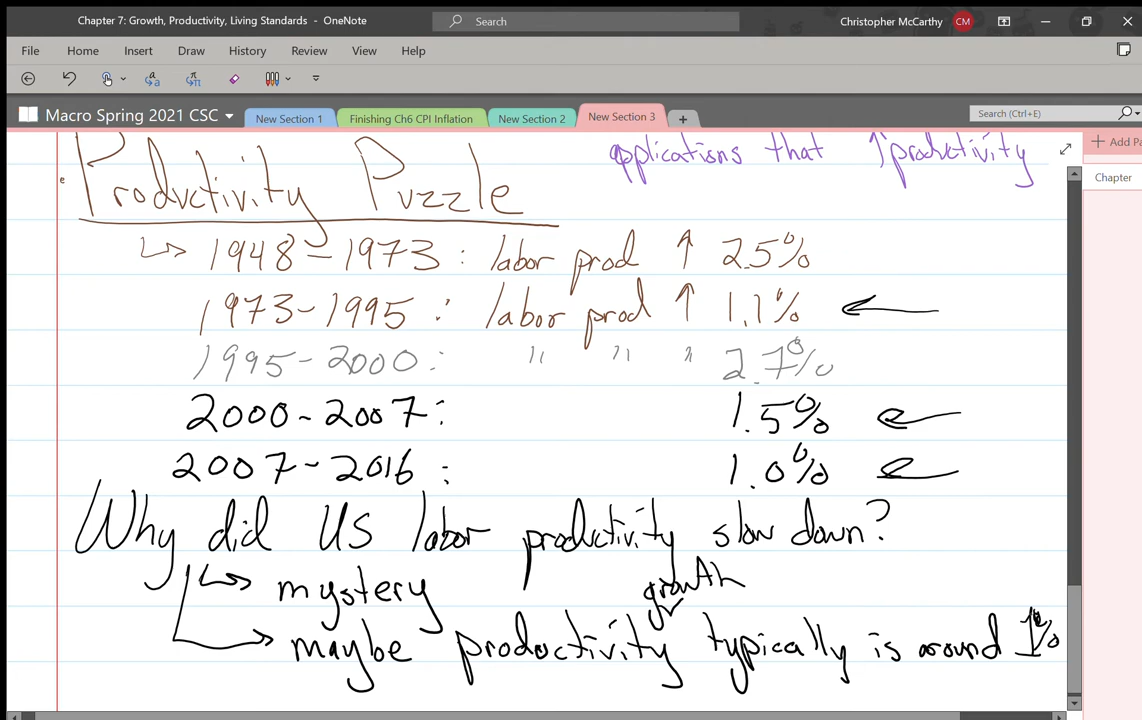 Chapter 7: Growth, Productivity, Living Standards - OneNote
Search
Christopher McCarthy CM
File Home Insert Draw History Review View Help
Macro Spring 2021 CSC
New Section 1
Finishing Ch6 CPI Inflation
New Section 2
New Section 3
+
Search (Ctrl+E)
+ Add Pa
Chapter
applications that ↑ productivity
Productivity Puzzle
↳ 1948 - 1973 : labor prod ↑ 2.5%
1973 - 1995 : labor prod ↑ 1.1% ←
1995 - 2000 : " " " 2.7%
2000 - 2007 : 1.5% ←
2007 - 2016 : 1.0% ←
Why did US labor productivity slow down?
↳ mystery
growth
↳ maybe productivity typically is around 1%